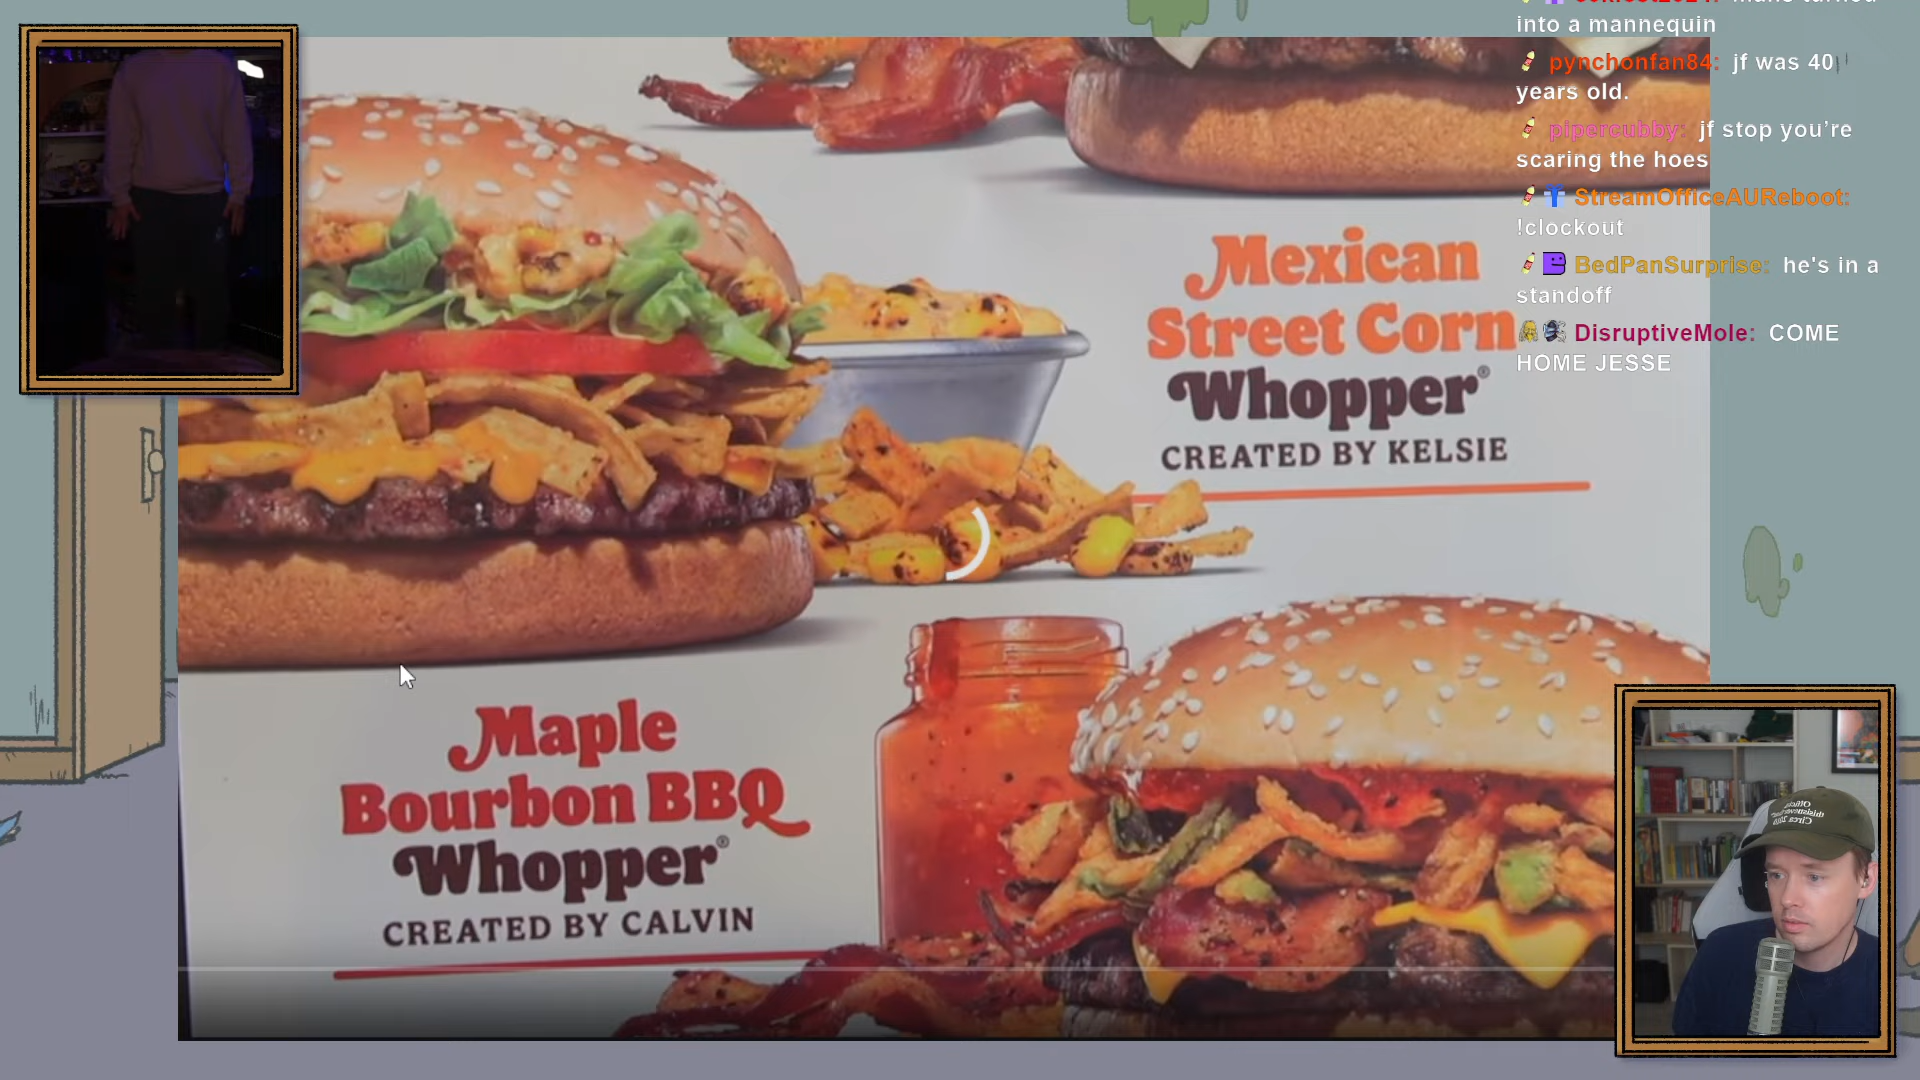 into a mannequin
pynchonfan84: jf was 40
years old.
pipercubby: jf stop you're
scaring the hoes
StreamOfficeAUReboot:
!clockout
BedPanSurprise: he's in a
standoff
DisruptiveMole: COME
HOME JESSE
Mexican
Street Corn
Whopper®
CREATED BY KELSIE
Maple
Bourbon BBQ
Whopper®
CREATED BY CALVIN